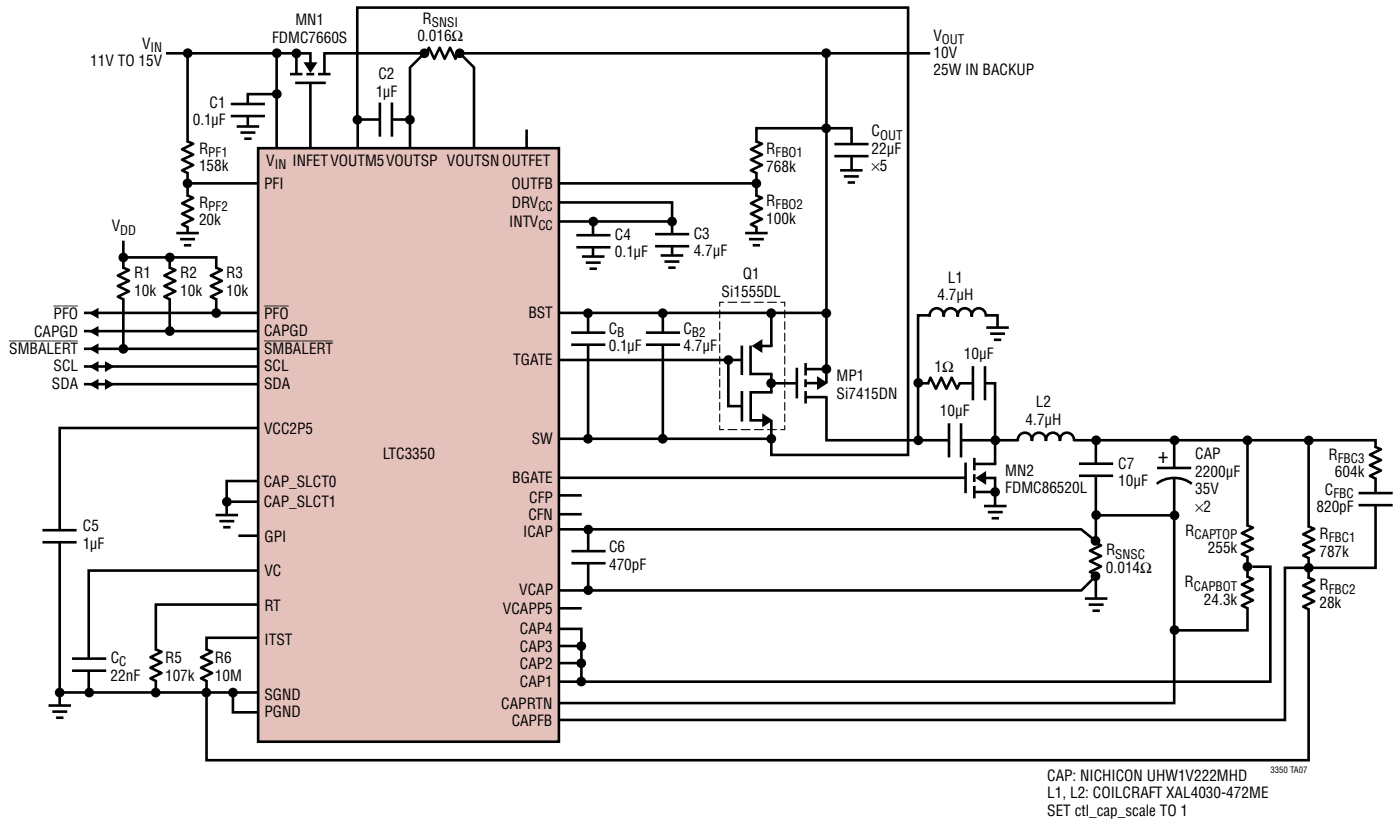 MN1
FDMC7660S
RSNSI
0.016Ω
VIN
11V TO 15V
VOUT
10V
25W IN BACKUP
C2
1µF
C1
0.1µF
RPF1
158k
RPF2
20k
VIN INFET VOUTM5 VOUTSP VOUTSN OUTFET
PFI
OUTFB
DRVCC
INTVCC
RFBO1
768k
RFBO2
100k
COUT
22µF
×5
C4
0.1µF
C3
4.7µF
VDD
R1
10k
R2
10k
R3
10k
PFO
CAPGD
SMBALERT
SCL
SDA
PFO
CAPGD
SMBALERT
SCL
SDA
Q1
Si1555DL
L1
4.7µH
BST
CB
0.1µF
CB2
4.7µF
TGATE
MP1
Si7415DN
1Ω
10µF
10µF
L2
4.7µH
SW
VCC2P5
LTC3350
BGATE
MN2
FDMC86520L
C7
10µF
+
CAP
2200µF
35V
×2
RFBC3
604k
CFBC
820pF
CFP
CFN
ICAP
CAP_SLCT0
CAP_SLCT1
GPI
C5
1µF
C6
470pF
RSNSC
0.014Ω
RCAPTOP
255k
RCAPBOT
24.3k
RFBC1
787k
RFBC2
28k
VC
RT
ITST
VCAP
VCAPP5
CAP4
CAP3
CAP2
CAP1
CAPRTN
CAPFB
CC
22nF
R5
107k
R6
10M
SGND
PGND
CAP: NICHICON UHW1V222MHD
3350 TA07
L1, L2: COILCRAFT XAL4030-472ME
SET ctl_cap_scale TO 1